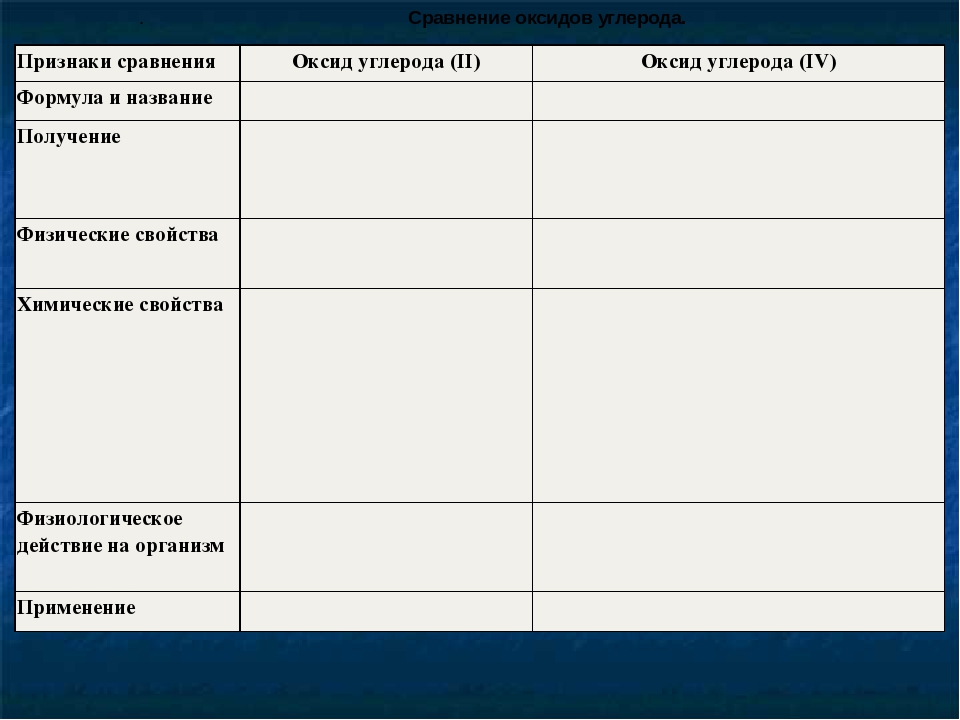 . Сравнение оксидов углерода.
Признаки сравнения Оксид углерода (II) Оксид углерода (IV)
Формула и название
Получение
Физические свойства
Химические свойства
Физиологическое
действие на организм
Применение